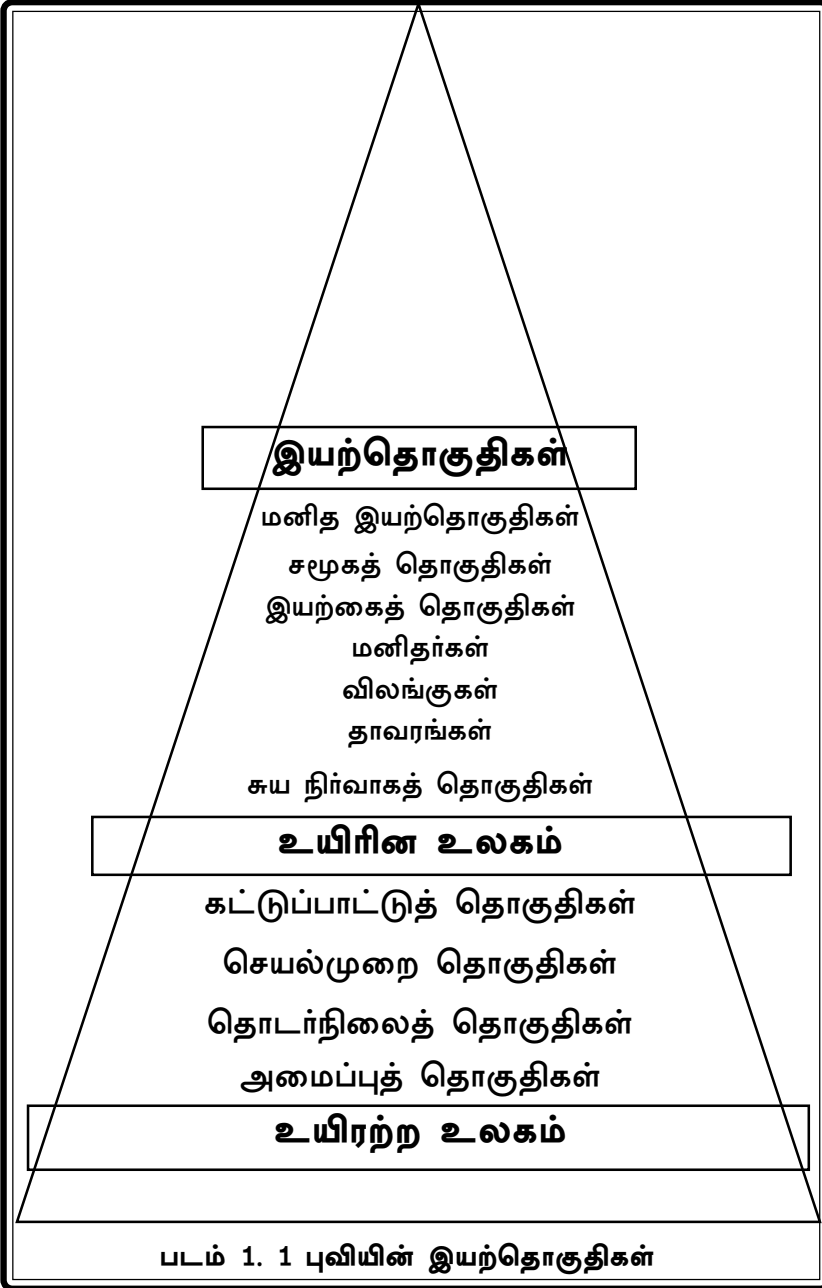 இயற்தொகுதிகள்
மனித இயற்தொகுதிகள்
சமூகத் தொகுதிகள்
இயற்கைத் தொகுதிகள்
மனிதர்கள்
விலங்குகள்
தாவரங்கள்
சுய நிர்வாகத் தொகுதிகள்
உயிரின உலகம்
கட்டுப்பாட்டுத் தொகுதிகள்
செயல்முறை தொகுதிகள்
தொடர்நிலைத் தொகுதிகள்
அமைப்புத் தொகுதிகள்
உயிரற்ற உலகம்
படம் 1. 1 புவியின் இயற்தொகுதிகள்